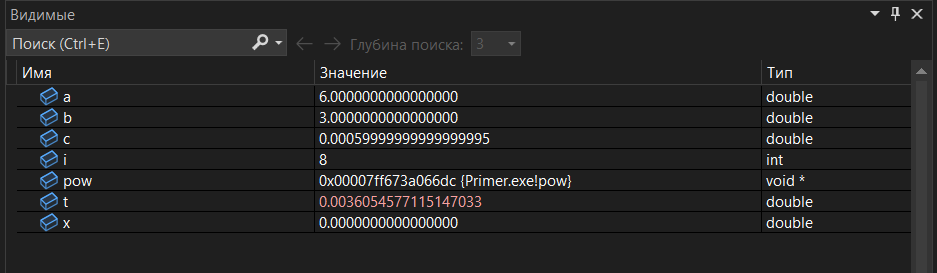 Видимые
Поиск (Ctrl+E) Глубина поиска: 3
Имя Значение Тип
a 6.0000000000000000 double
b 3.0000000000000000 double
c 0.00059999999999999995 double
i 8 int
pow 0x00007ff673a066dc {Primer.exe!pow} void *
t 0.0036054577115147033 double
x 0.0000000000000000 double